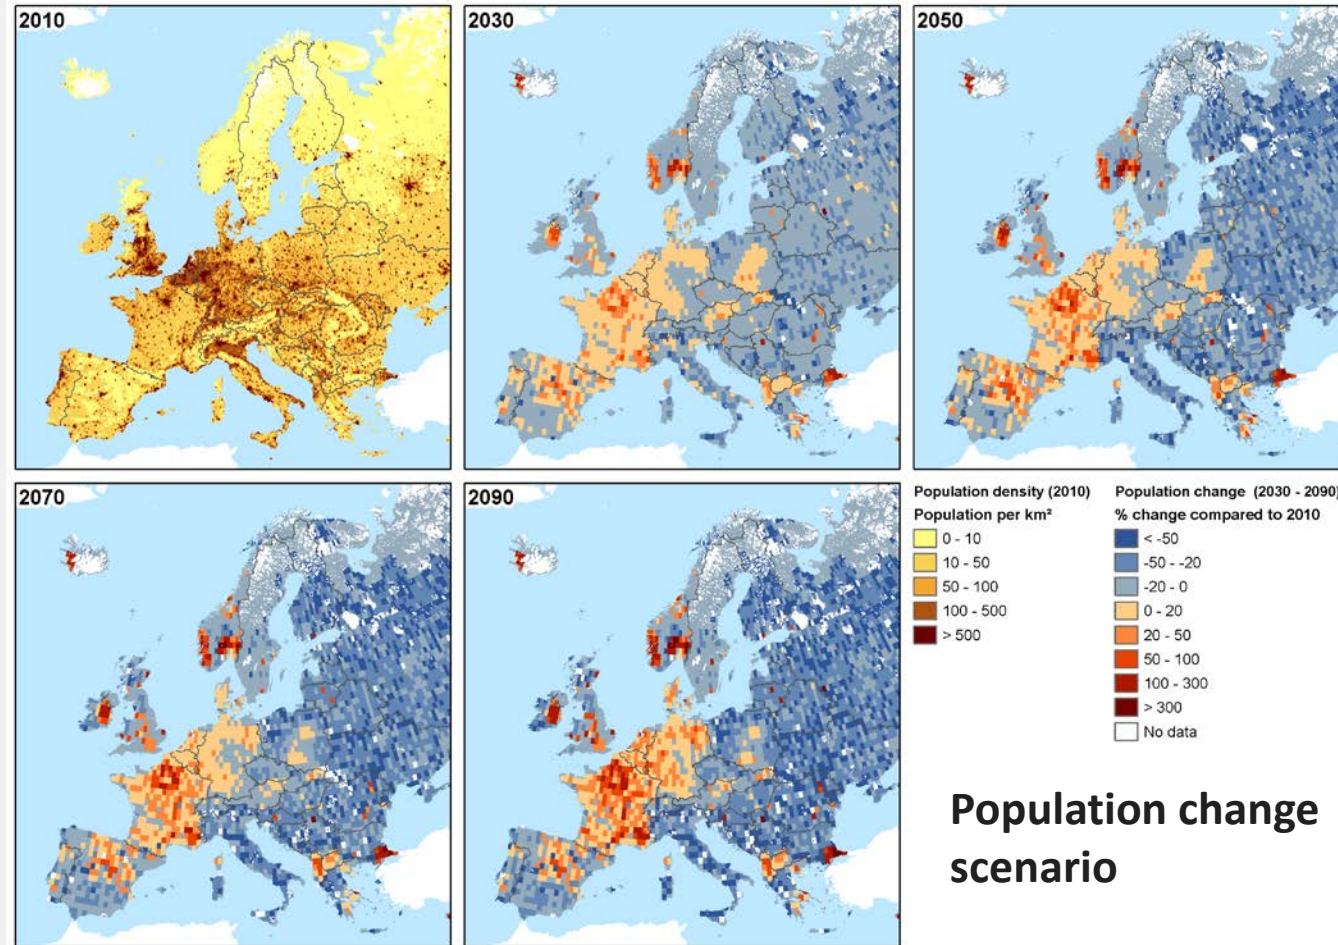 2010
2030
2050
2070
2090
Population density (2010)
Population per km²
0 - 10
10 - 50
50 - 100
100 - 500
> 500
Population change (2030 - 2090)
% change compared to 2010
< -50
-50 - -20
-20 - 0
0 - 20
20 - 50
50 - 100
100 - 300
> 300
No data
Population change
scenario